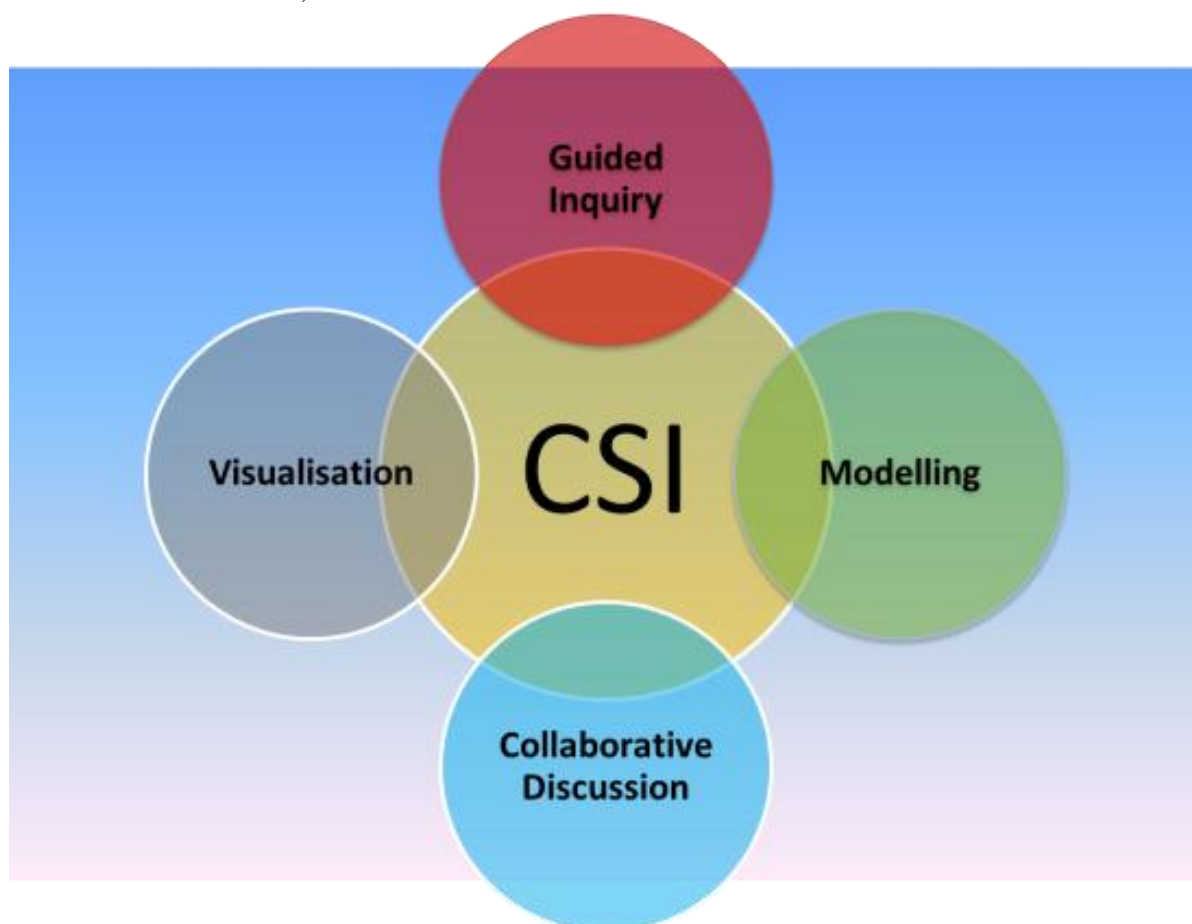 Guided
Inquiry
Visualisation
CSI
Modelling
Collaborative
Discussion